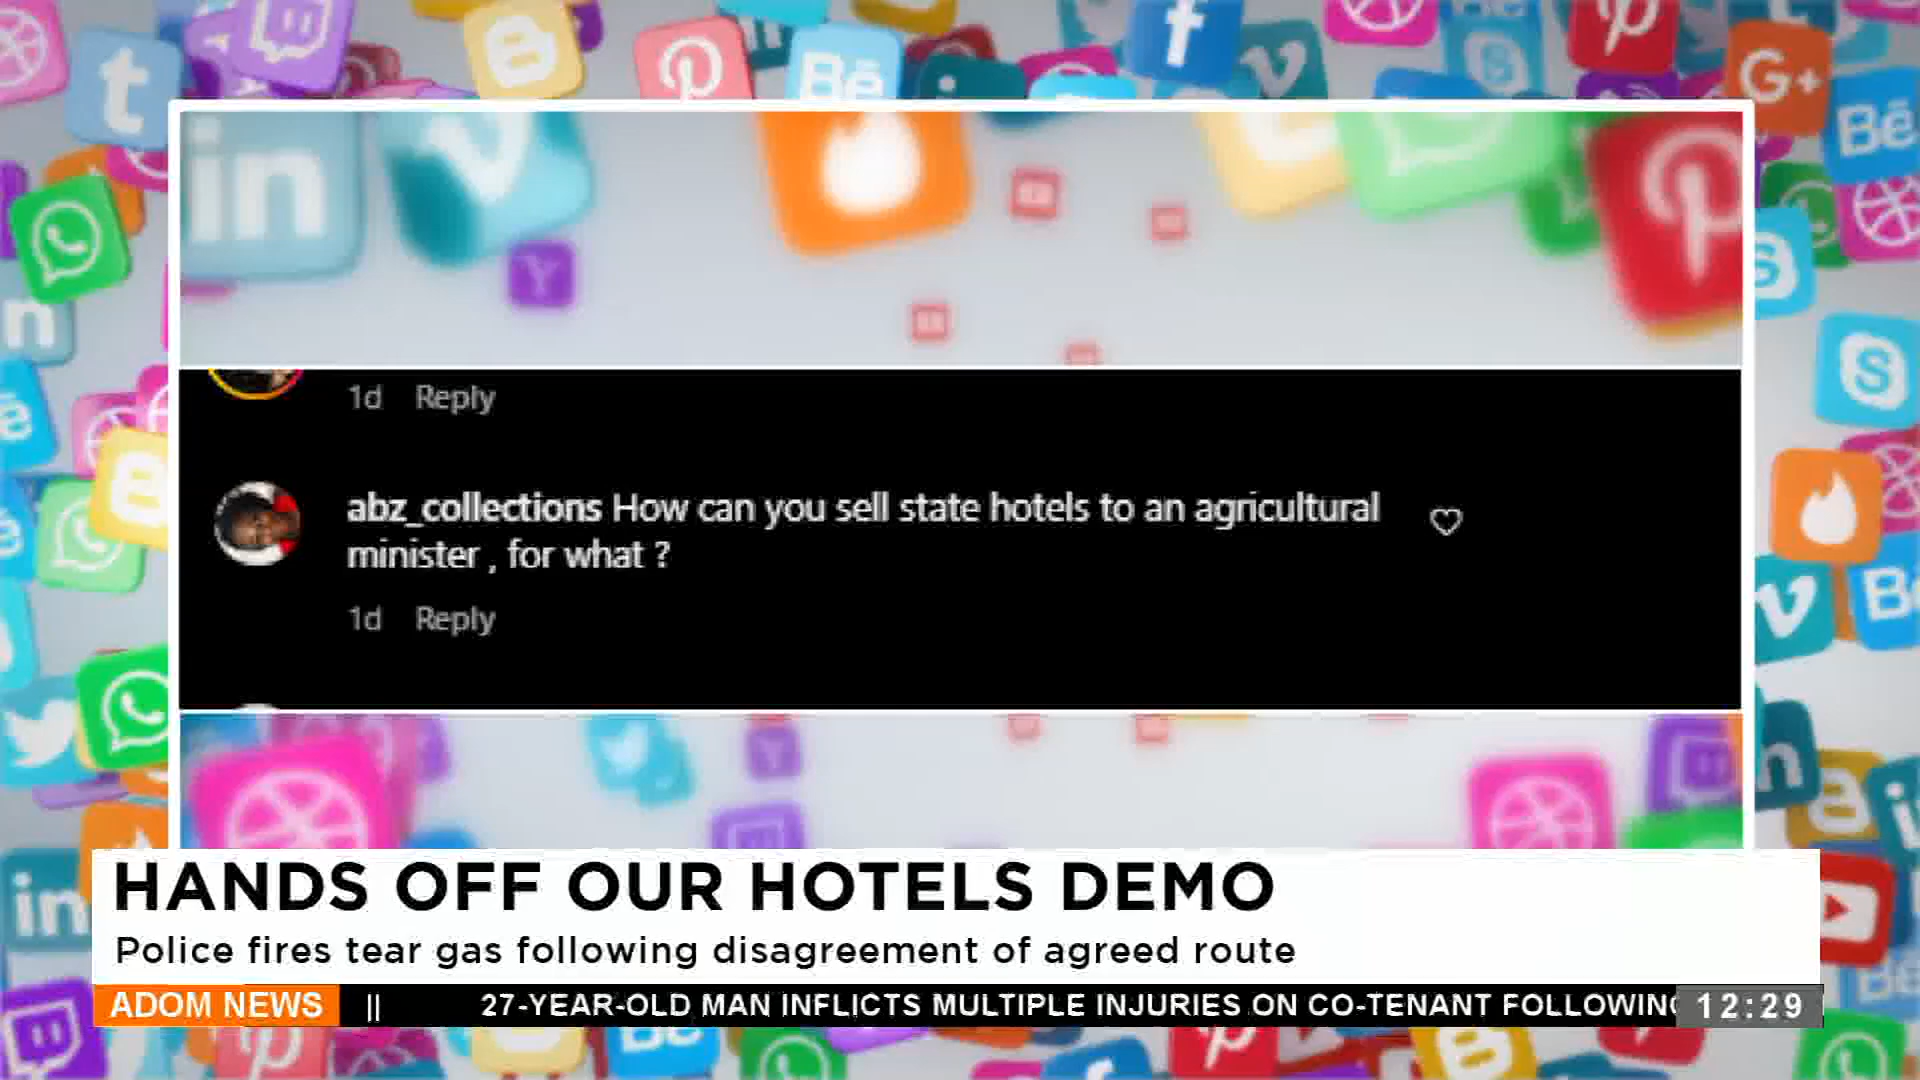 1d Reply
abz_collections How can you sell state hotels to an agricultural
minister , for what ?
1d Reply
HANDS OFF OUR HOTELS DEMO
Police fires tear gas following disagreement of agreed route
ADOM NEWS || 27-YEAR-OLD MAN INFLICTS MULTIPLE INJURIES ON CO-TENANT FOLLOWING 12:29